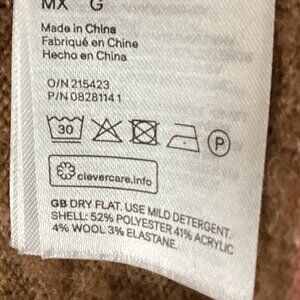 MX G
Made in China
Fabriqué en Chine
Hecho en China
O/N 215423
P/N 08281141
30
P
clevercare.info
GB DRY FLAT. USE MILD DETERGENT.
SHELL: 52% POLYESTER 41% ACRYLIC
4% WOOL 3% ELASTANE.